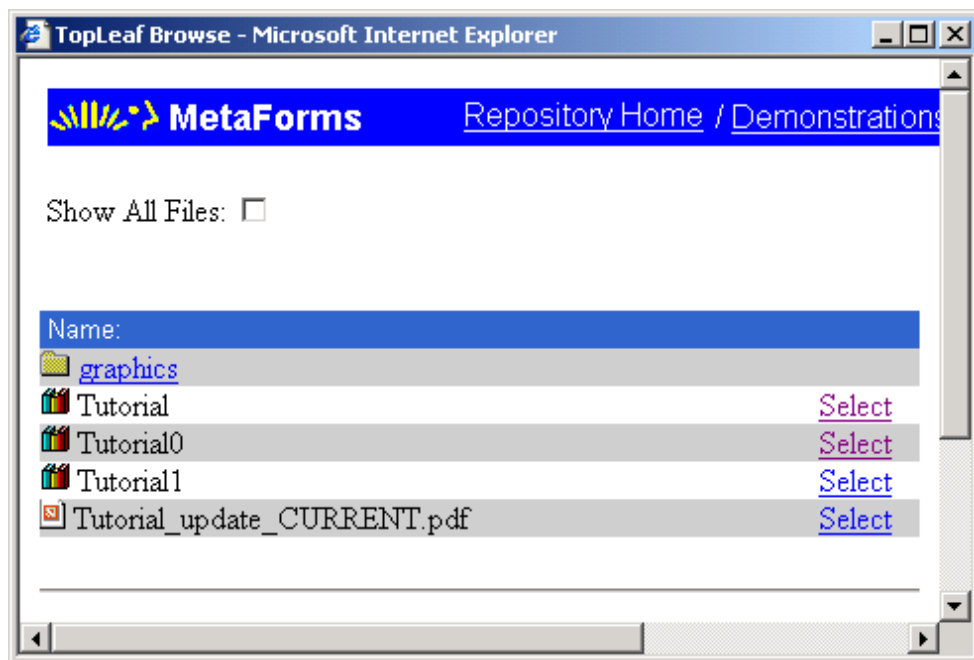 TopLeaf Browse - Microsoft Internet Explorer
MetaForms Repository Home / Demonstrations
Show All Files:
Name:
graphics
Tutorial Select
Tutorial0 Select
Tutorial1 Select
Tutorial_update_CURRENT.pdf Select